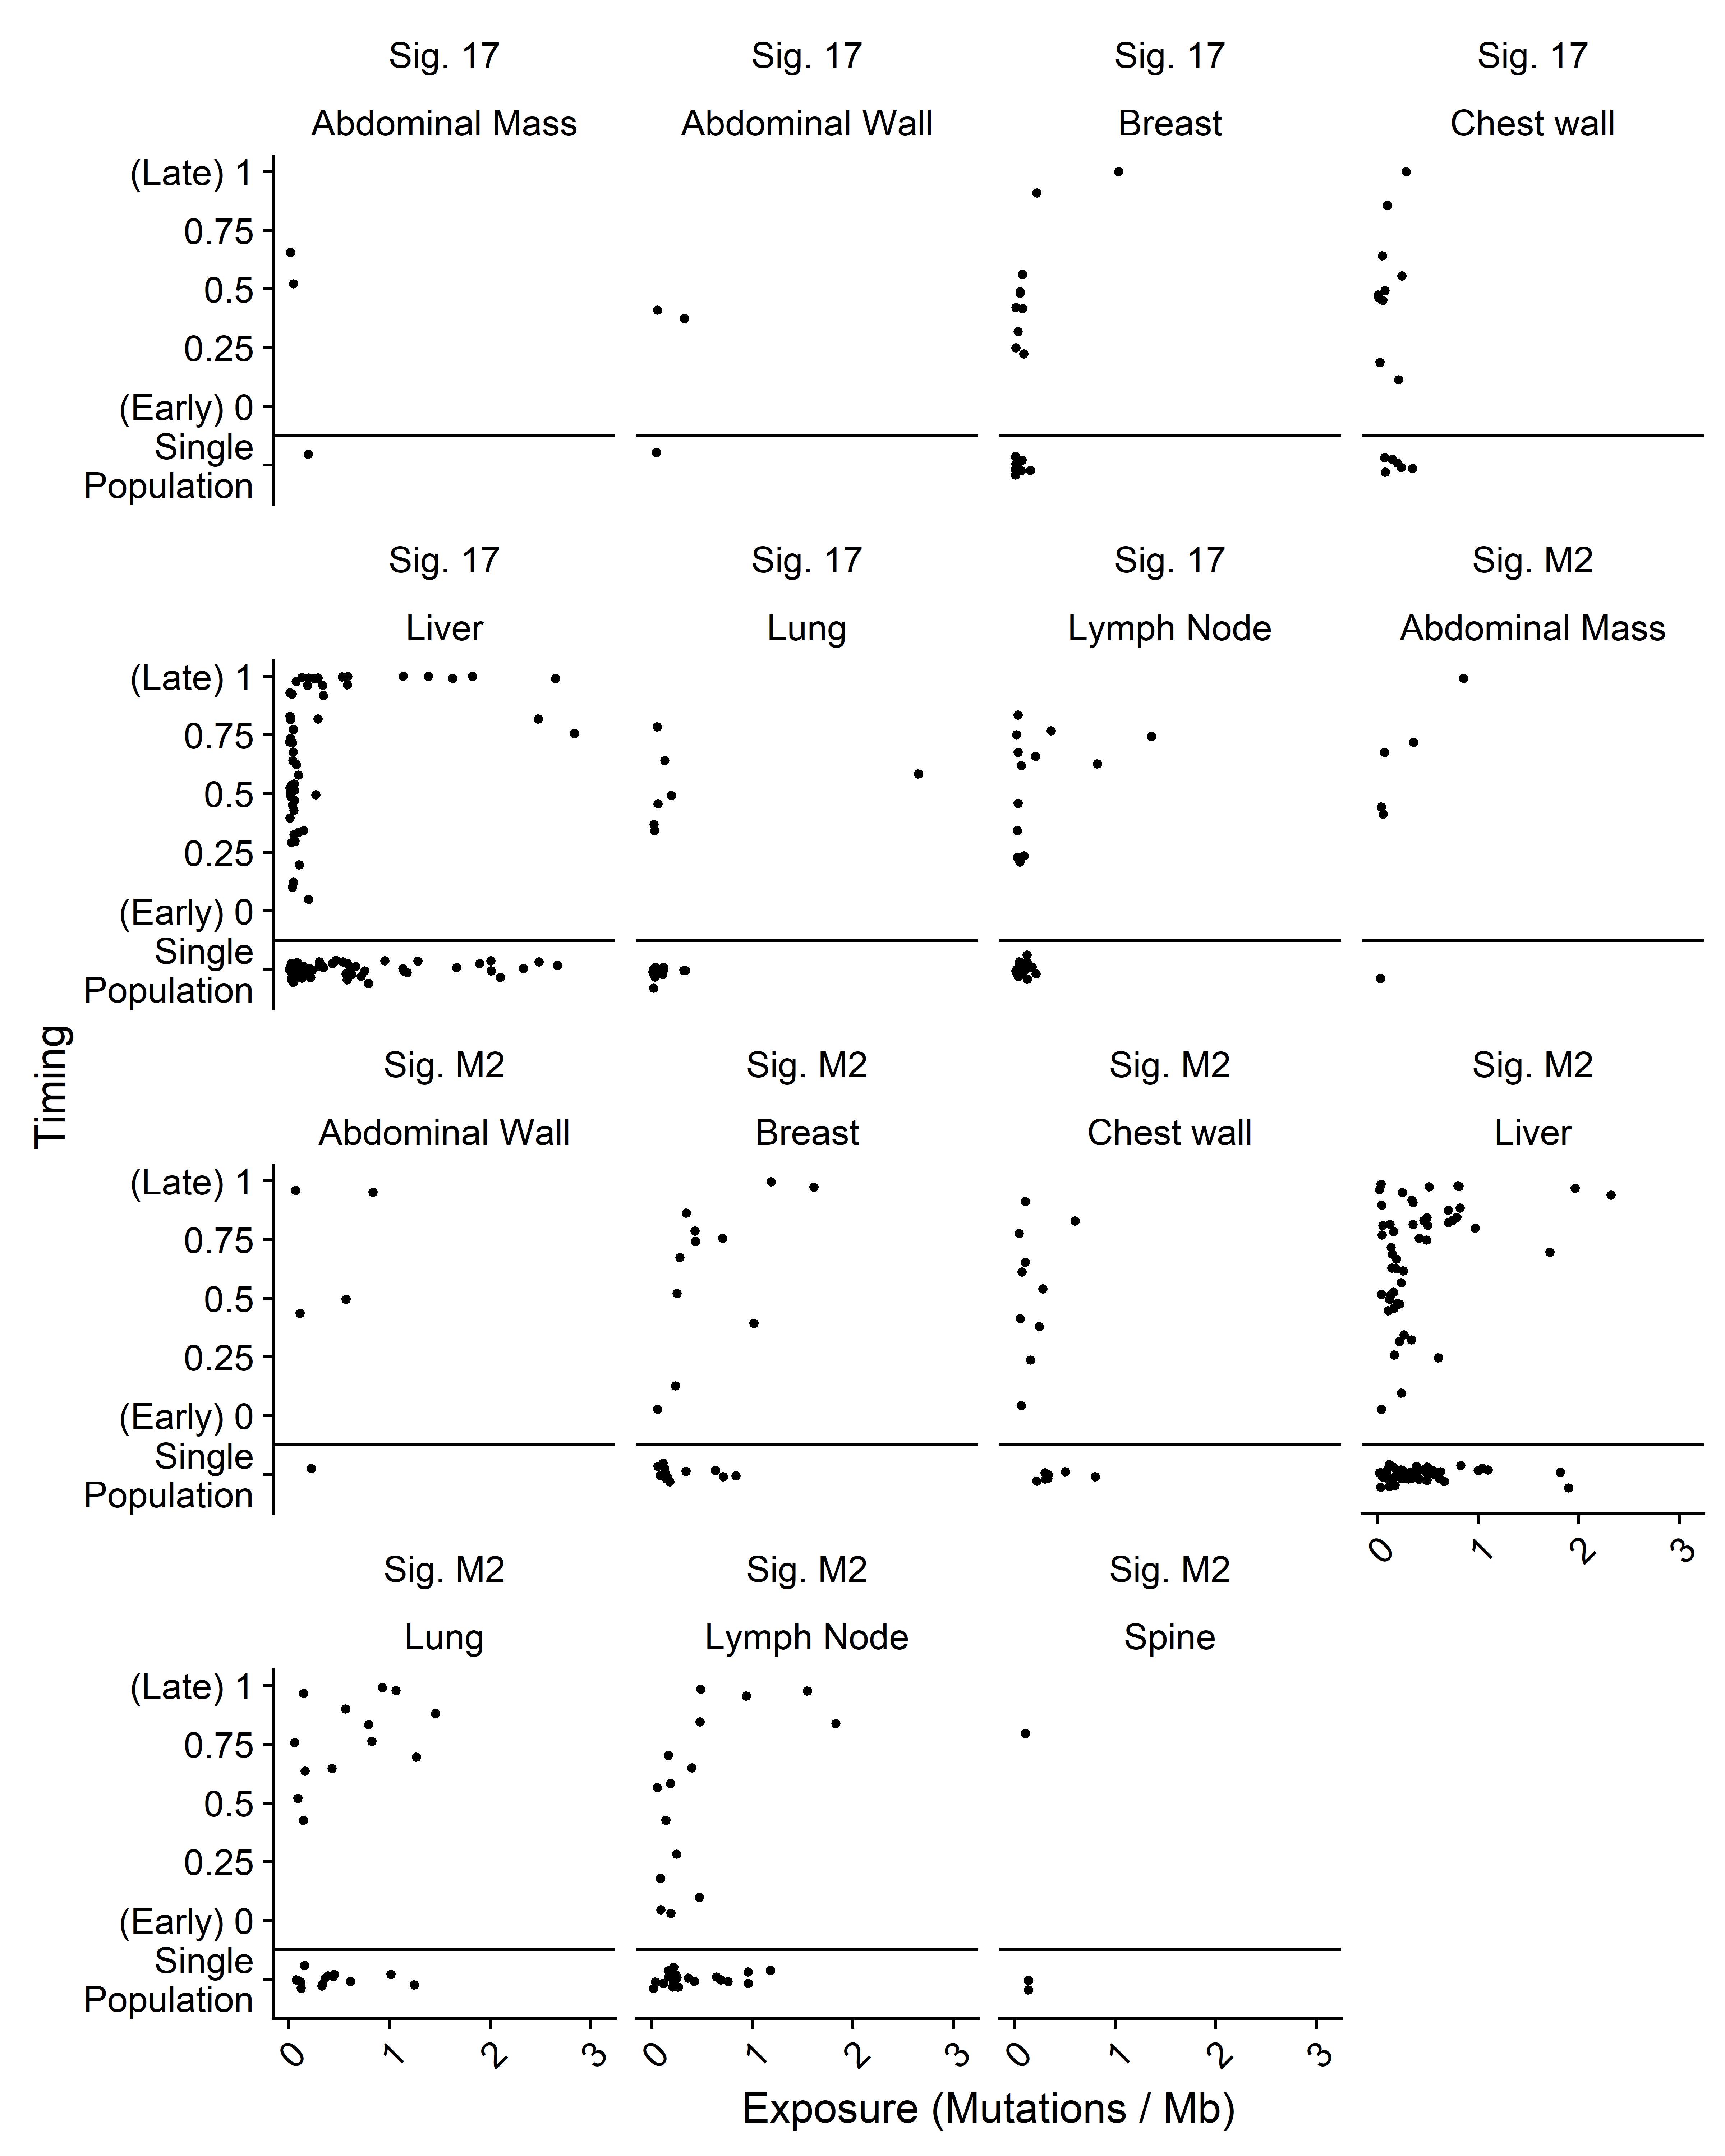 Sig. 17
Sig. 17
Sig. 17
Sig. 17
Abdominal Mass
Abdominal Wall
Breast
Chest wall
(Late) 1
0.75
0.5
0.25
(Early) 0
Single
Population
Sig. 17
Sig. 17
Sig. 17
Sig. M2
Liver
Lung
Lymph Node
Abdominal Mass
(Late) 1
0.75
0.5
0.25
(Early) 0
Single
Population
Timing
Sig. M2
Sig. M2
Sig. M2
Sig. M2
Abdominal Wall
Breast
Chest wall
Liver
(Late) 1
0.75
0.5
0.25
(Early) 0
Single
Population
0 1 2 3
Sig. M2
Sig. M2
Sig. M2
Lung
Lymph Node
Spine
(Late) 1
0.75
0.5
0.25
(Early) 0
Single
Population
0 1 2 3
0 1 2 3
0 1 2 3
Exposure (Mutations / Mb)